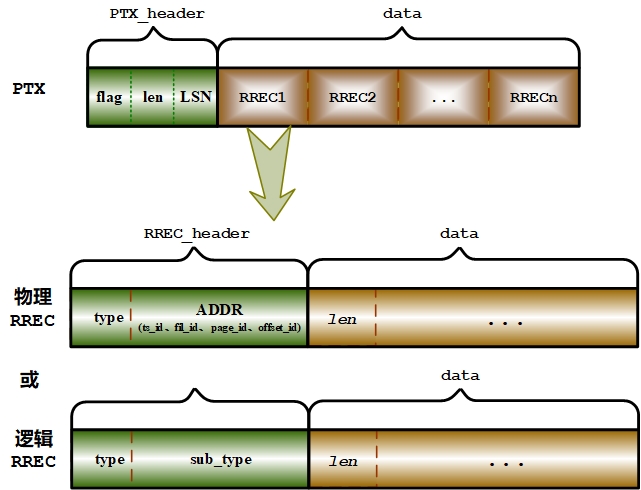 PTX_header data
PTX flag len LSN RREC1 RREC2 ... RRECn
RREC_header data
物理
RREC
type ADDR len ...
(ts_id、fil_id、page_id、offset_id)
或
data
逻辑
RREC
type sub_type len ...